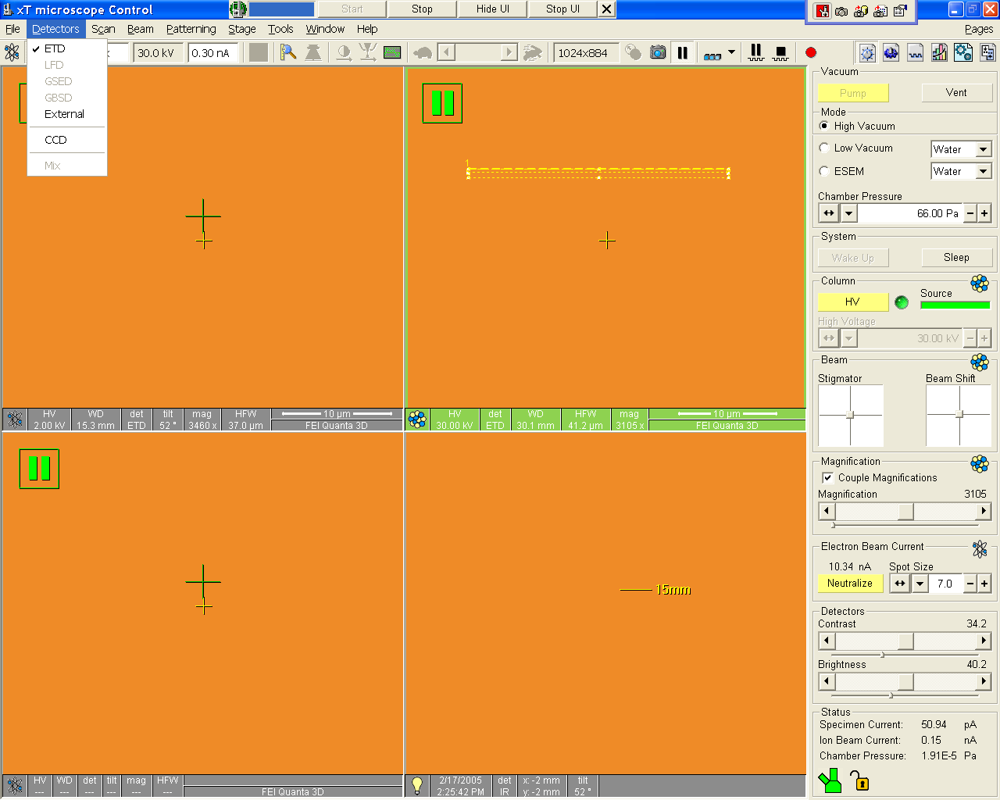 xT microscope Control
Start
Stop
Hide UI
Stop UI
File Detectors Scan Beam Patterning Stage Tools Window Help
Pages
30.0 kV
0.30 nA
1024x884
ETD
LFD
GSED
GBSD
External
CCD
Mix
1
HV WD det tilt mag HFW 10 µm
2.00 kV 15.3 mm ETD 52 ° 3460 x 37.0 µm FEI Quanta 3D
HV det WD HFW mag 10 µm
30.00 kV ETD 30.1 mm 41.2 µm 3105 x FEI Quanta 3D
15mm
HV WD det tilt mag HFW
--- --- --- --- --- --- FEI Quanta 3D
2/17/2005 det x: -2 mm tilt
2:25:42 PM IR y: -2 mm 52 °
Vacuum
Pump
Vent
Mode
High Vacuum
Low Vacuum
Water
ESEM
Water
Chamber Pressure
66.00 Pa
System
Wake Up
Sleep
Column
HV
Source
High Voltage
30.00 kV
Beam
Stigmator
Beam Shift
Magnification
Couple Magnifications
Magnification 3105
Electron Beam Current
10.34 nA
Spot Size
Neutralize
7.0
Detectors
Contrast 34.2
Brightness 40.2
Status
Specimen Current: 50.94 pA
Ion Beam Current: 0.15 nA
Chamber Pressure: 1.91E-5 Pa